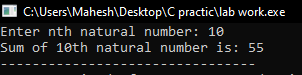 C:\Users\Mahesh\Desktop\C practic\lab work.exe
Enter nth natural number: 10
Sum of 10th natural number is: 55
--------------------------------